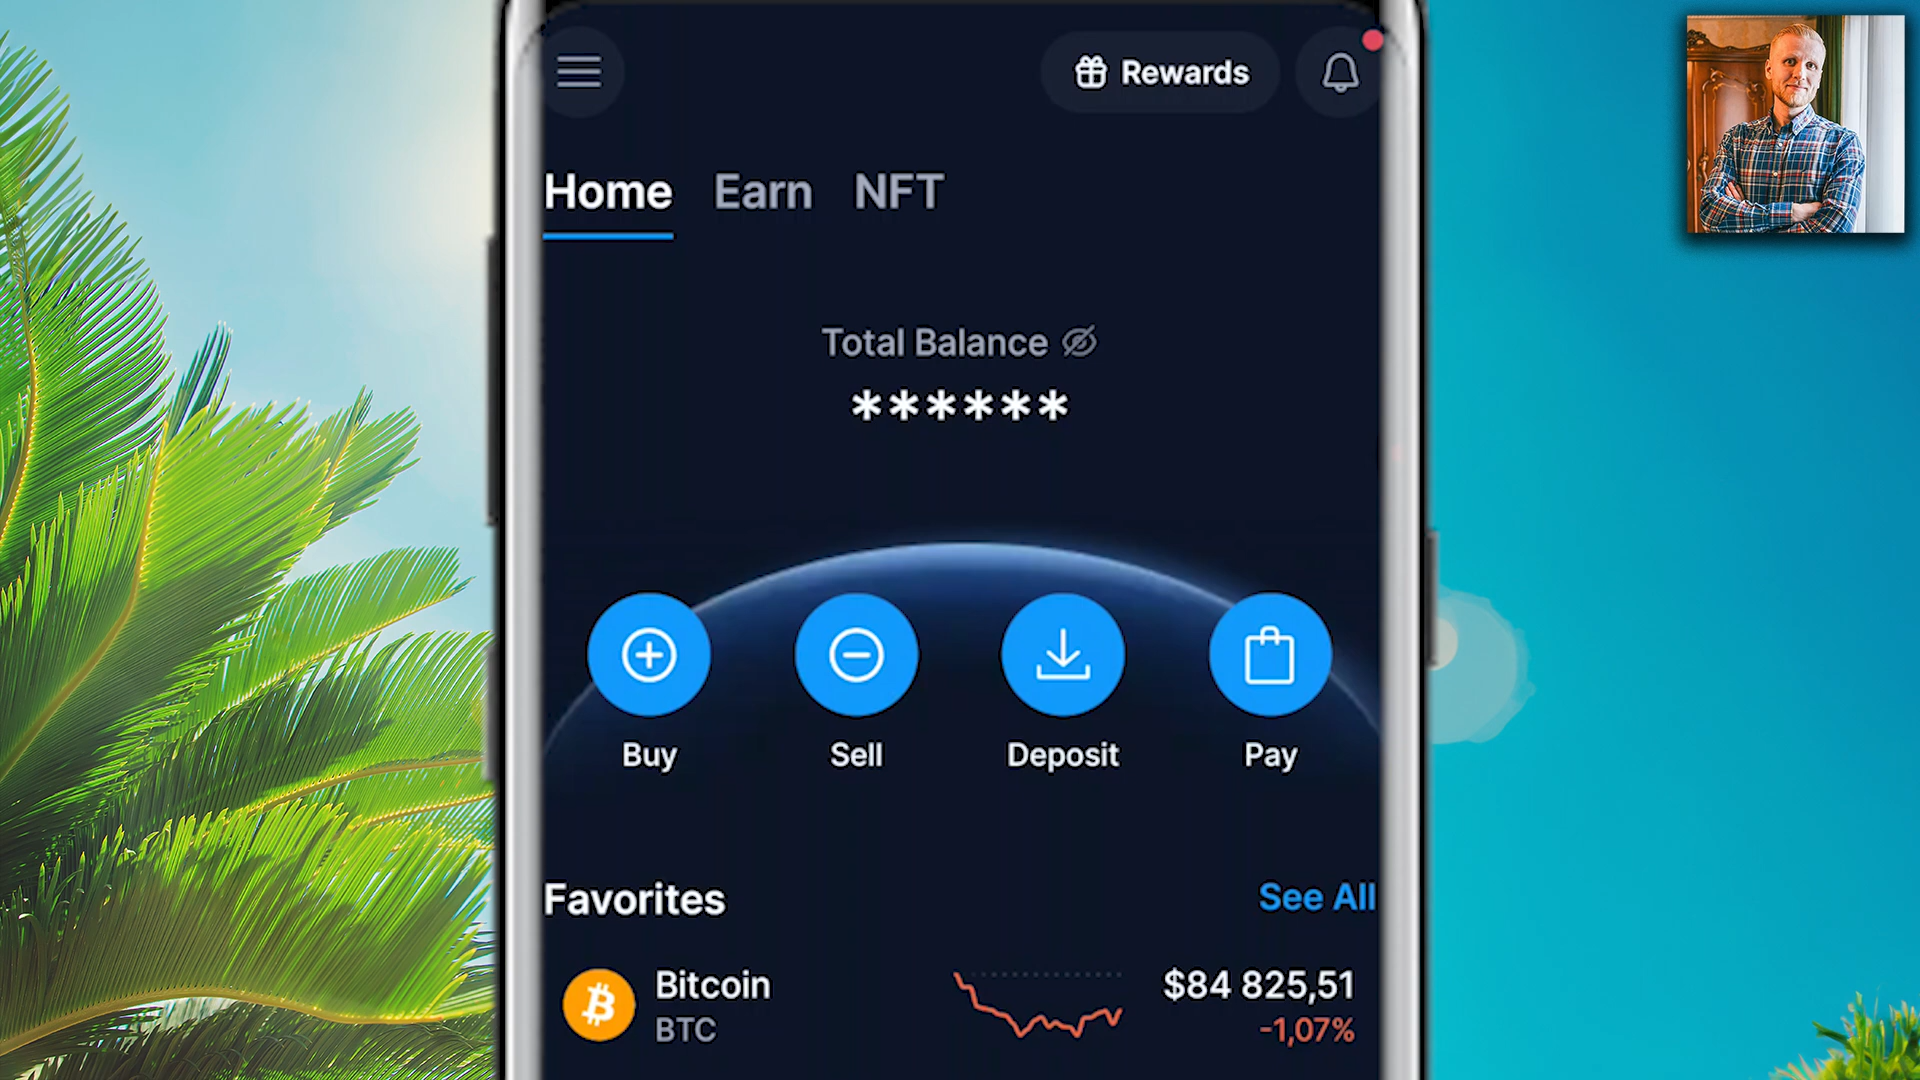 Rewards
Home Earn NFT
Total Balance
******
Buy Sell Deposit Pay
Favorites See All
Bitcoin $84 825,51
BTC -1,07%